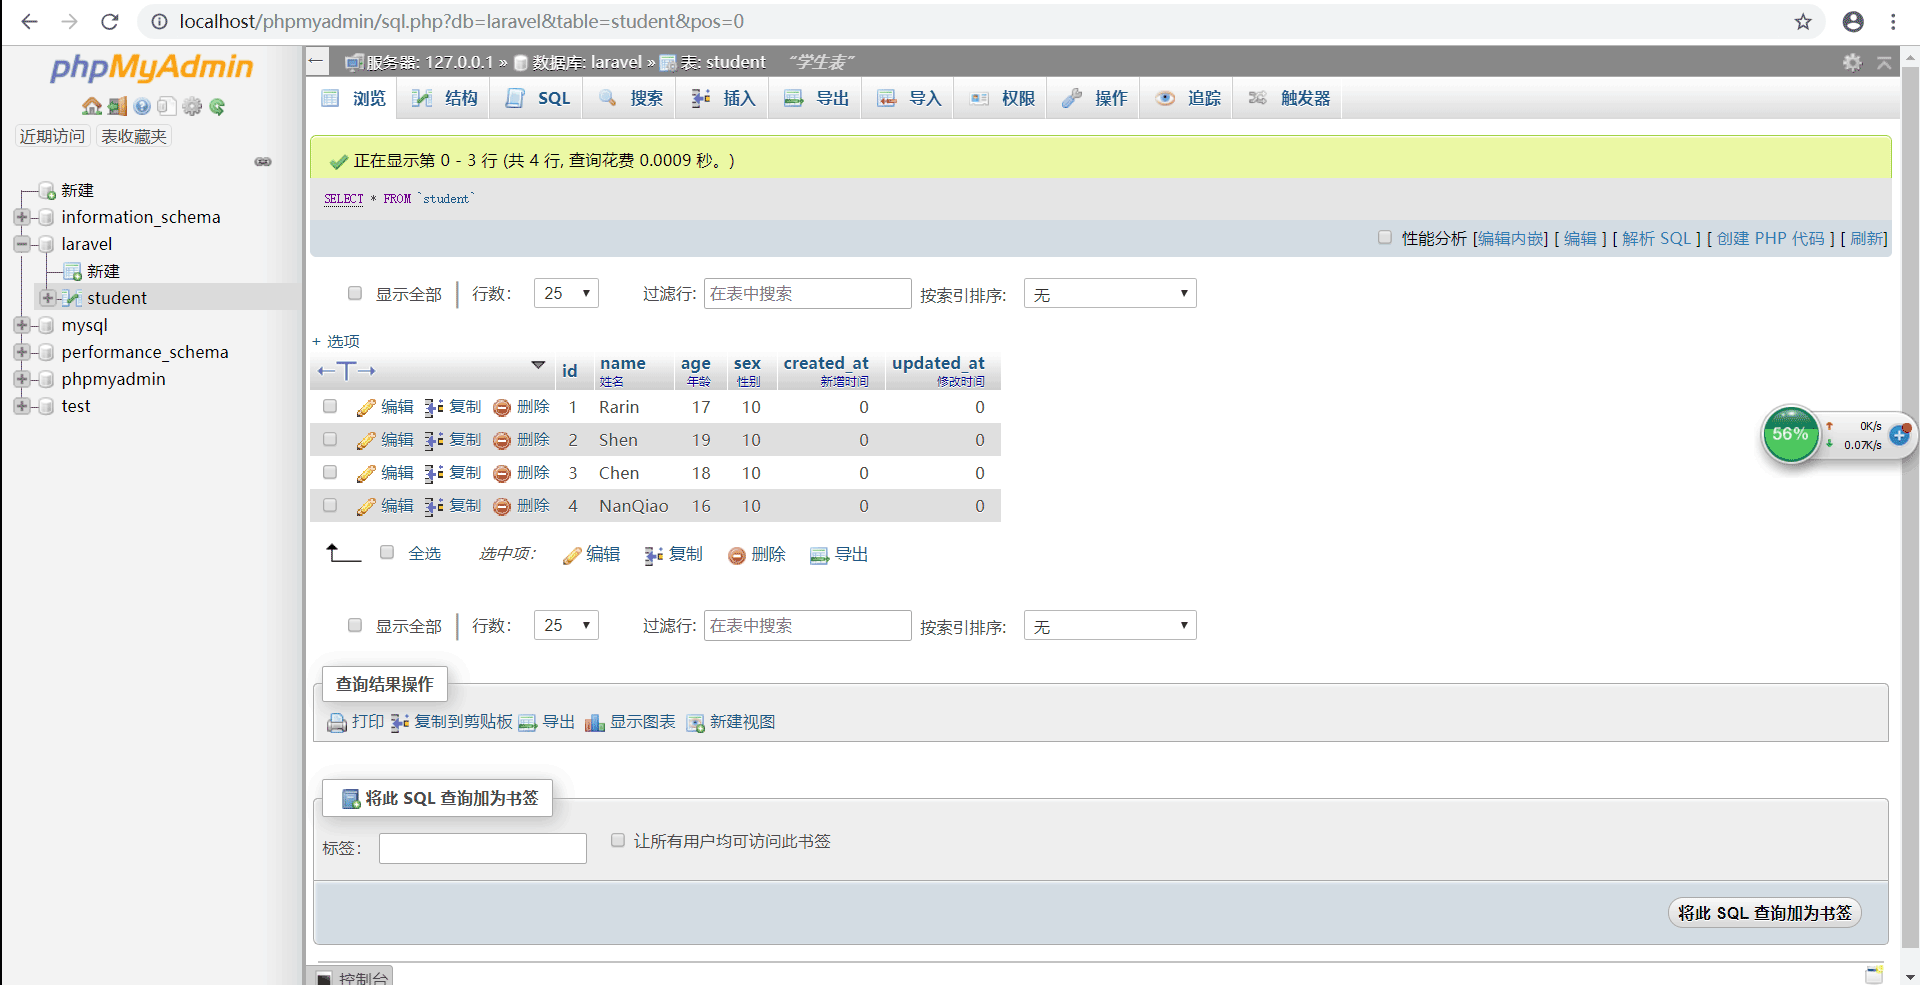 localhost/phpmyadmin/sql.php?db=laravel&table=student&pos=0
phpMyAdmin
近期访问 表收藏夹
新建
information_schema
laravel
新建
student
mysql
performance_schema
phpmyadmin
test
服务器: 127.0.0.1 » 数据库: laravel » 表: student “学生表”
浏览 结构 SQL 搜索 插入 导出 导入 权限 操作 追踪 触发器
正在显示第 0 - 3 行 (共 4 行, 查询花费 0.0009 秒。)
SELECT * FROM `student`
性能分析 [编辑内嵌] [ 编辑 ] [ 解析 SQL ] [ 创建 PHP 代码 ] [ 刷新]
显示全部 行数: 25 过滤行: 在表中搜索 按索引排序: 无
+ 选项
←T→ id name age sex created_at updated_at
姓名 年龄 性别 新增时间 修改时间
编辑 复制 删除 1 Rarin 17 10 0 0
编辑 复制 删除 2 Shen 19 10 0 0
编辑 复制 删除 3 Chen 18 10 0 0
编辑 复制 删除 4 NanQiao 16 10 0 0
全选 选中项: 编辑 复制 删除 导出
显示全部 行数: 25 过滤行: 在表中搜索 按索引排序: 无
查询结果操作
打印 复制到剪贴板 导出 显示图表 新建视图
将此 SQL 查询加为书签
标签: 让所有用户均可访问此书签
将此 SQL 查询加为书签
控制台
56% 0K/s
0.07K/s